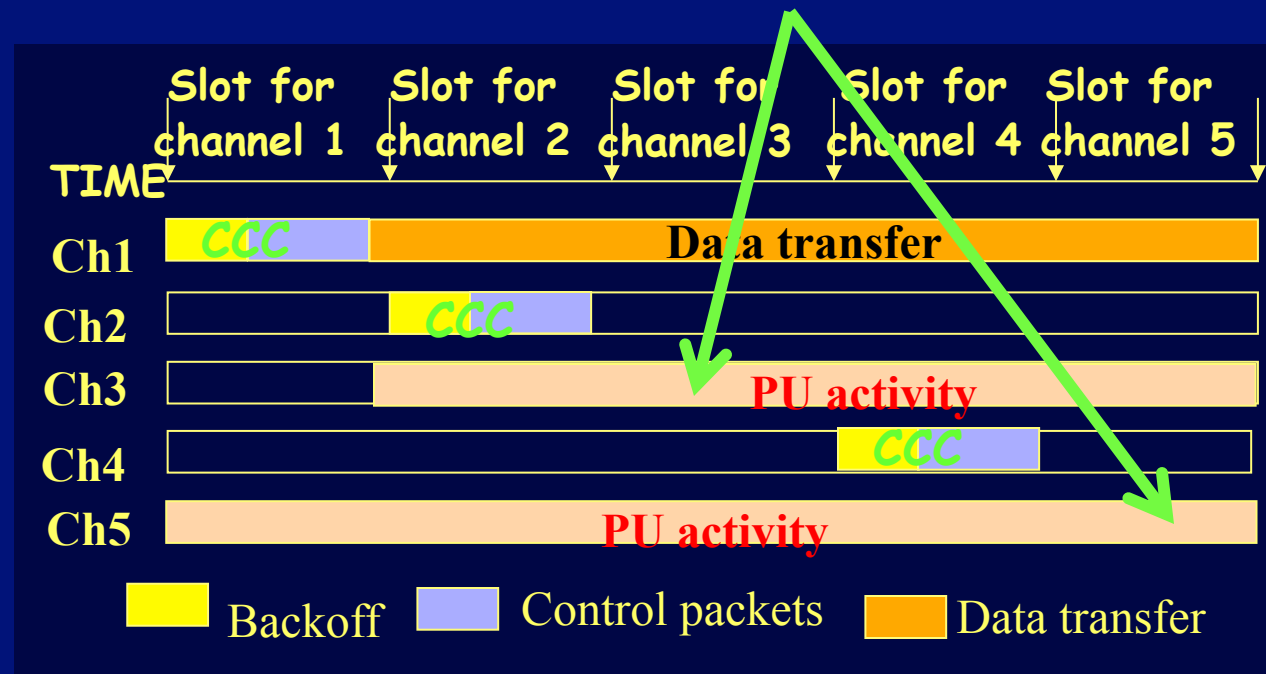 Slot for Slot for Slot for Slot for Slot for
channel 1 channel 2 channel 3 channel 4 channel 5
TIME
Ch1 CCC Data transfer
Ch2 CCC
Ch3 PU activity
Ch4 CCC
Ch5 PU activity
Backoff Control packets Data transfer